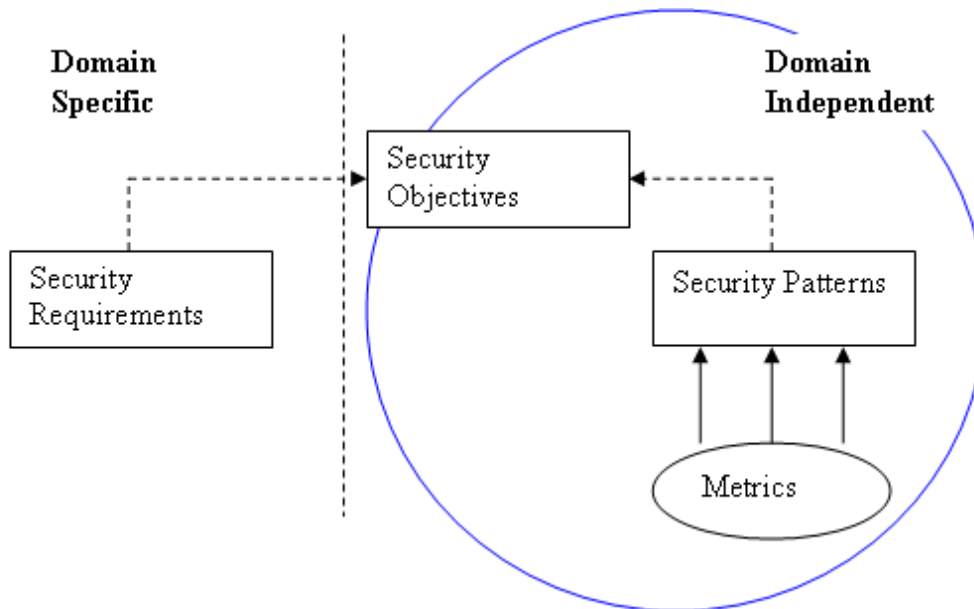 Domain
Specific
Domain
Independent
Security
Objectives
Security
Requirements
Security Patterns
Metrics